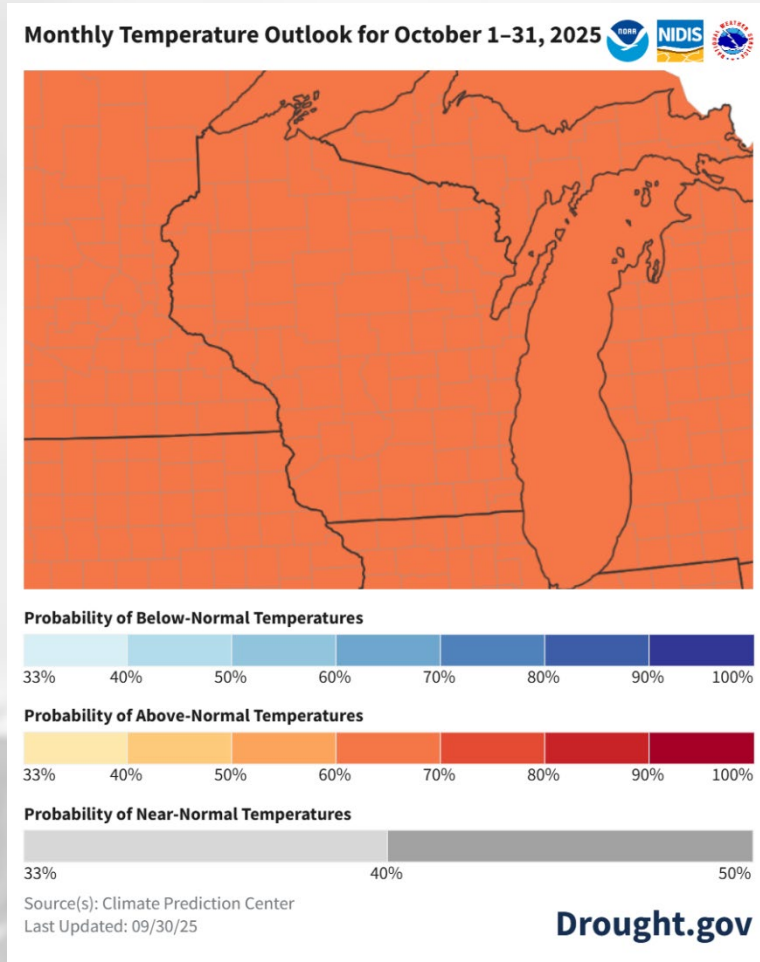 Monthly Temperature Outlook for October 1–31, 2025
NOAA
NIDIS
Probability of Below-Normal Temperatures
33% 40% 50% 60% 70% 80% 90% 100%
Probability of Above-Normal Temperatures
33% 40% 50% 60% 70% 80% 90% 100%
Probability of Near-Normal Temperatures
33% 40% 50%
Source(s): Climate Prediction Center
Last Updated: 09/30/25
Drought.gov